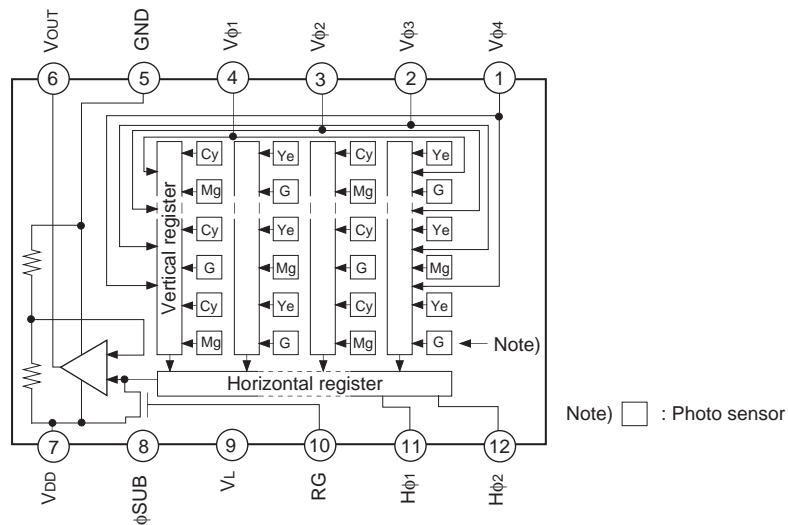 VOUT
GND
Vϕ1
Vϕ2
Vϕ3
Vϕ4
6
5
4
3
2
1
Cy Ye Cy Ye
Mg G Mg G
Cy Ye Cy Ye
G Mg G Mg
Cy Ye Cy Ye
Mg G Mg G
Vertical register
Note)
Horizontal register
Note) : Photo sensor
7
8
9
10
11
12
VDD
ϕSUB
VL
RG
Hϕ1
Hϕ2